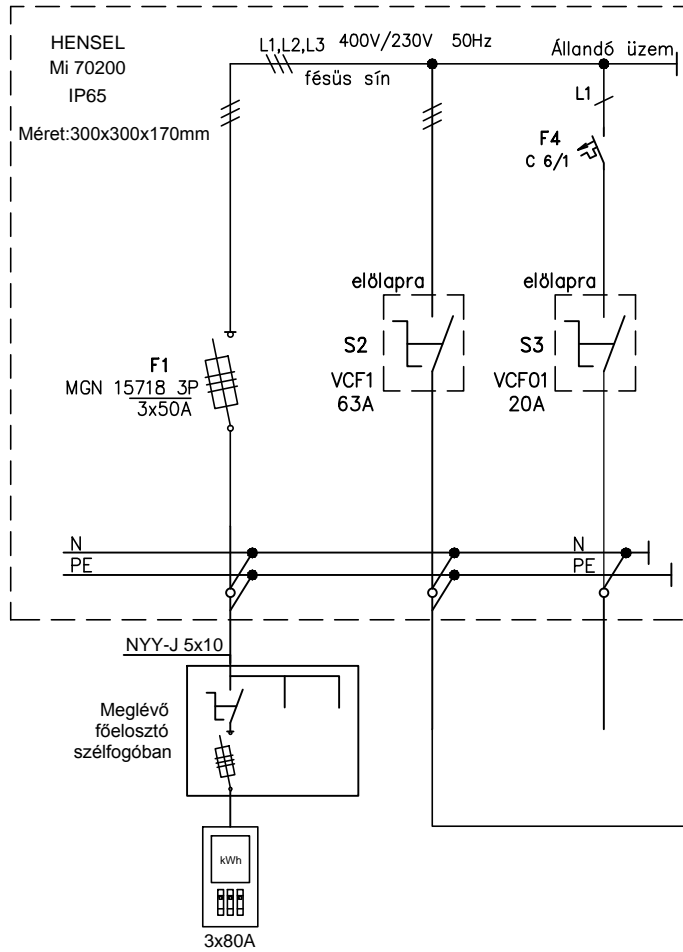 HENSEL
Mi 70200
IP65
Méret:300x300x170mm
L1,L2,L3 400V/230V 50Hz
fésüs sín
Állandó üzem
L1
F4
C 6/1
előlapra
S2
VCF1
63A
előlapra
S3
VCF01
20A
F1
MGN 15718 3P
3x50A
N
PE
N
PE
NYY-J 5x10
Meglévő
főelosztó
szélfogóban
kWh
3x80A